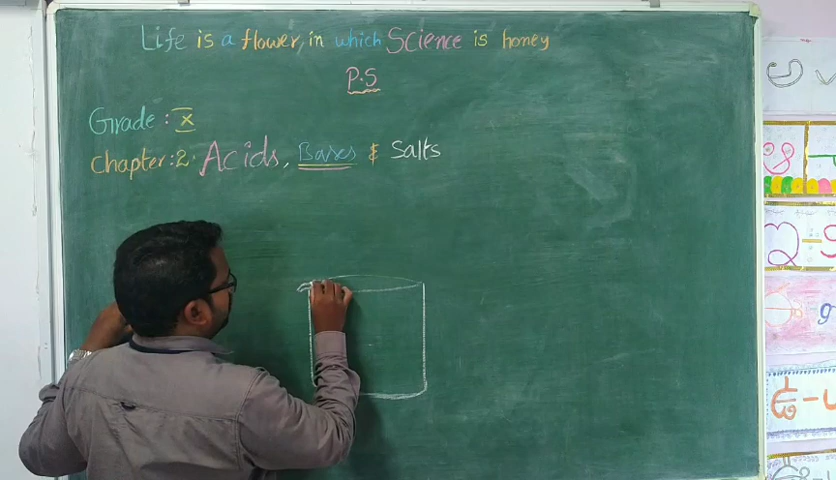 Life is a flower, in which Science is honey
P.S
Grade : X
Chapter:2. Acids, Bases & Salts